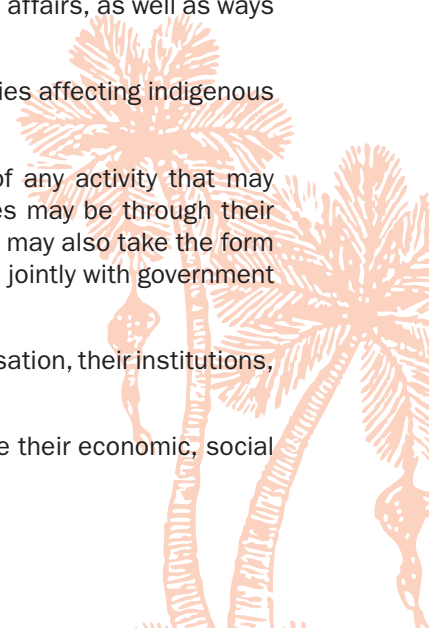 affairs, as well as ways
ies affecting indigenous
of any activity that may
es may be through their
may also take the form
jointly with government
sation, their institutions,
e their economic, social